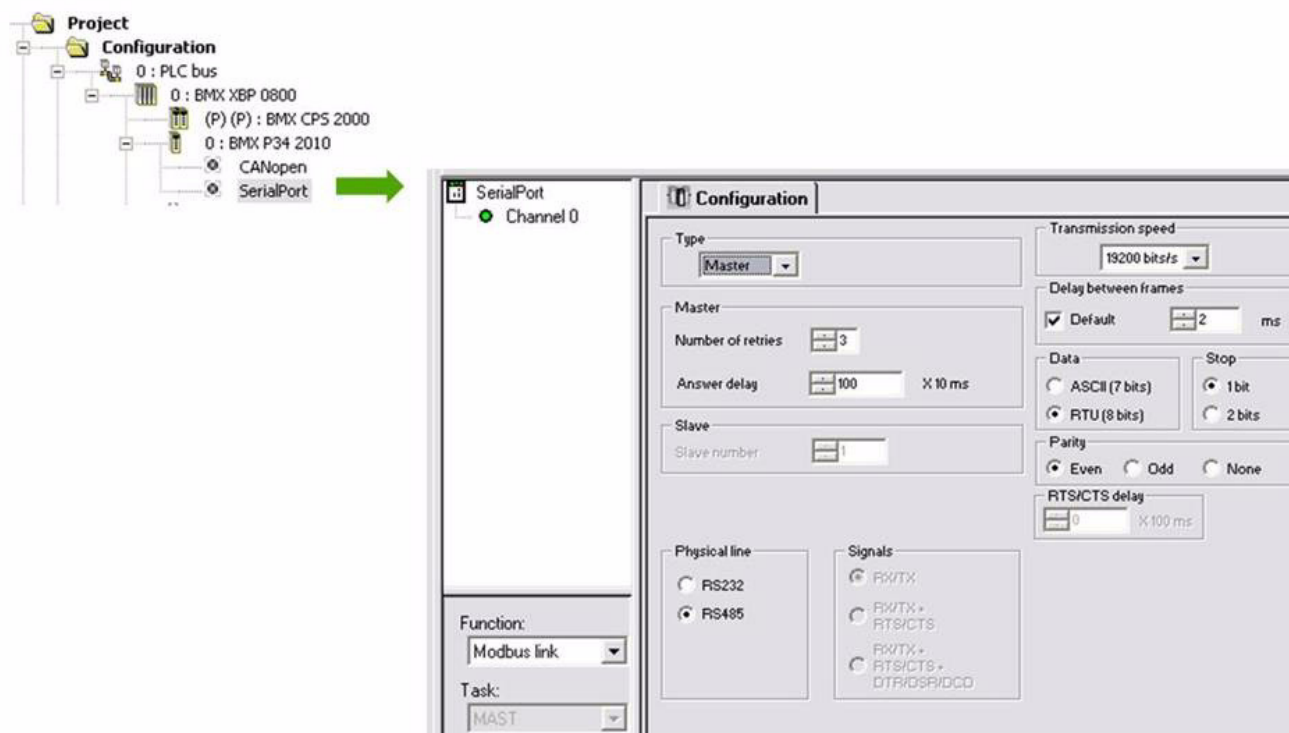 Project
Configuration
0 : PLC bus
0 : BMX XBP 0800
(P) (P) : BMX CPS 2000
0 : BMX P34 2010
CANopen
SerialPort
SerialPort
Channel 0
Function:
Modbus link
Task:
MAST
Configuration
Type
Master
Master
Number of retries 3
Answer delay 100 X 10 ms
Slave
Slave number 1
Physical line
RS232
RS485
Signals
RX/TX
RX/TX +
RTS/CTS
RX/TX +
RTS/CTS +
DTR/DSR/DCD
Transmission speed
19200 bits/s
Delay between frames
Default 2 ms
Data
ASCII (7 bits)
RTU (8 bits)
Stop
1 bit
2 bits
Parity
Even Odd None
RTS/CTS delay
0 X 100 ms